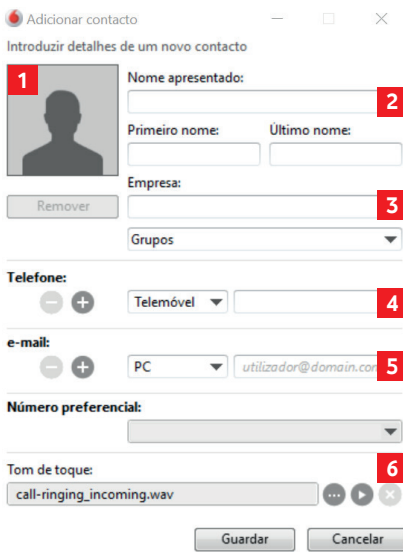 Adicionar contacto
Introduzir detalhes de um novo contacto
1
Nome apresentado:
2
Primeiro nome: Último nome:
Empresa:
Remover
3
Grupos
Telefone:
Telemóvel
4
e-mail:
PC utilizador@domain.com
5
Número preferencial:
6
Tom de toque:
call-ringing_incoming.wav
Guardar Cancelar